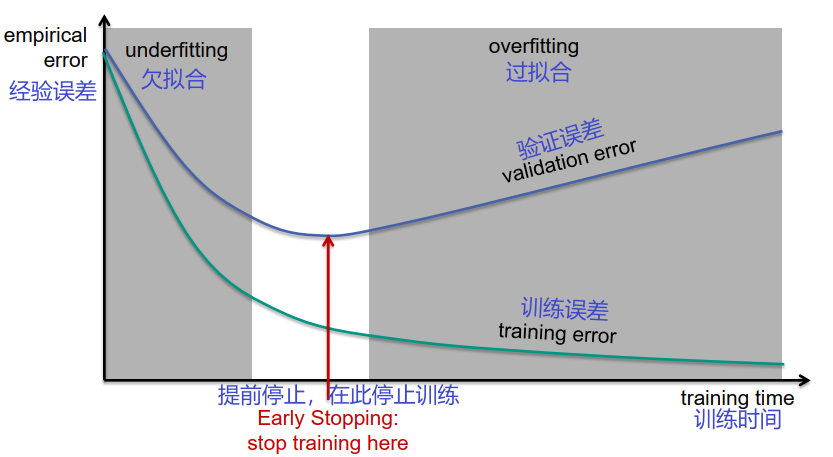 empirical
error
经验误差
underfitting
欠拟合
overfitting
过拟合
验证误差
validation error
训练误差
training error
提前停止，在此停止训练
Early Stopping:
stop training here
training time
训练时间